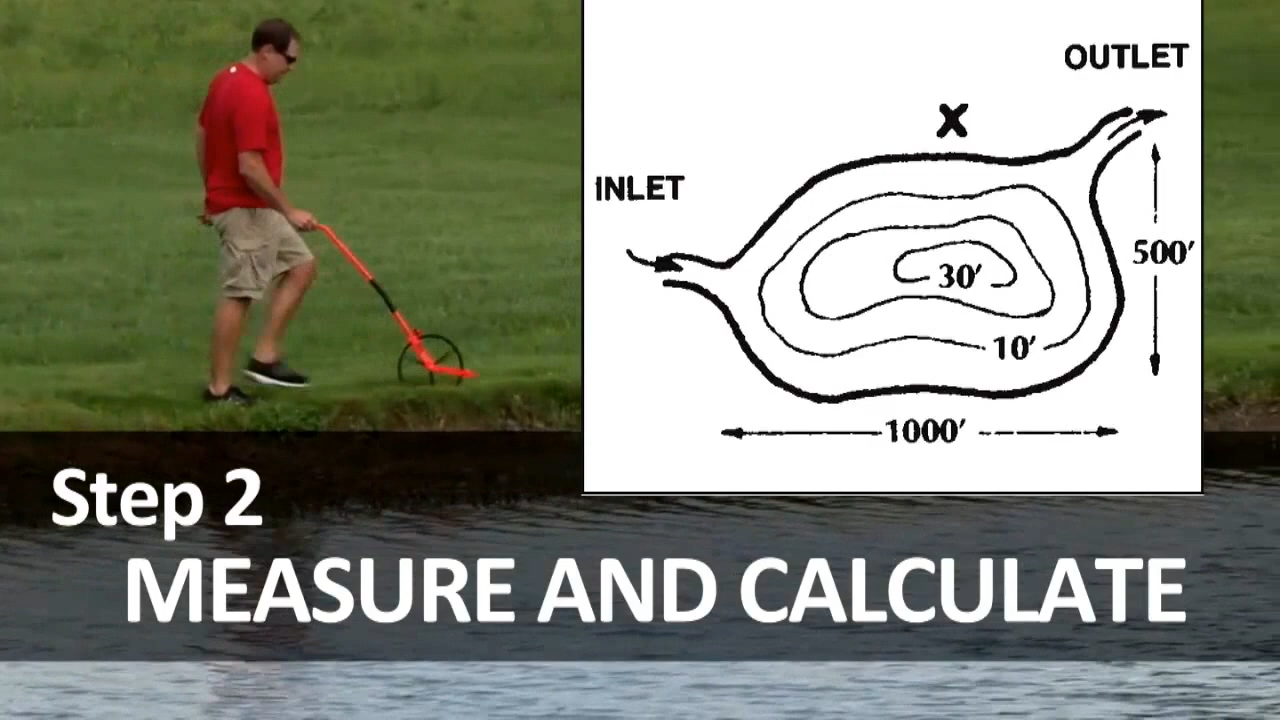 OUTLET
X
INLET
500′
30′
10′
1000′
Step 2
MEASURE AND CALCULATE